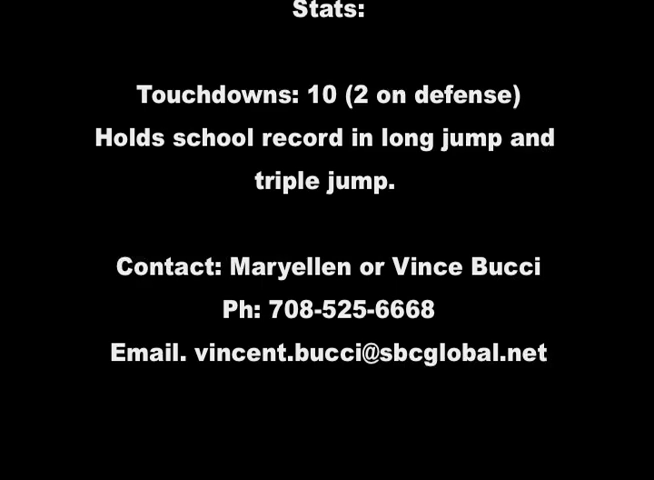 Stats:
Touchdowns: 10 (2 on defense)
Holds school record in long jump and
triple jump.
Contact: Maryellen or Vince Bucci
Ph: 708-525-6668
Email. vincent.bucci@sbcglobal.net